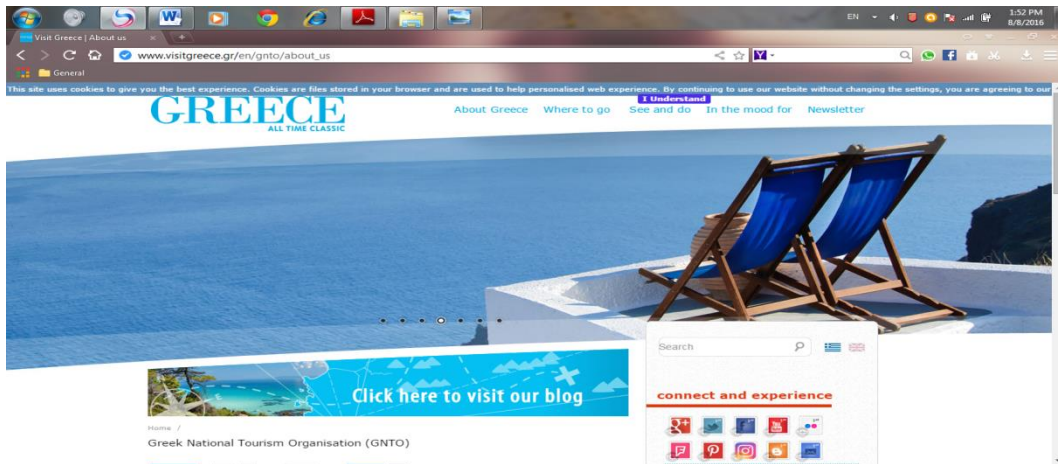 EN
1:52 PM
8/8/2016
Visit Greece | About us
www.visitgreece.gr/en/gnto/about_us
General
This site uses cookies to give you the best experience. Cookies are files stored in your browser and are used to help personalised web experience. By continuing to use our website without changing the settings, you are agreeing to our
I Understand
GREECE
ALL TIME CLASSIC
About Greece Where to go See and do In the mood for Newsletter
Search
Click here to visit our blog
connect and experience
Home /
Greek National Tourism Organisation (GNTO)